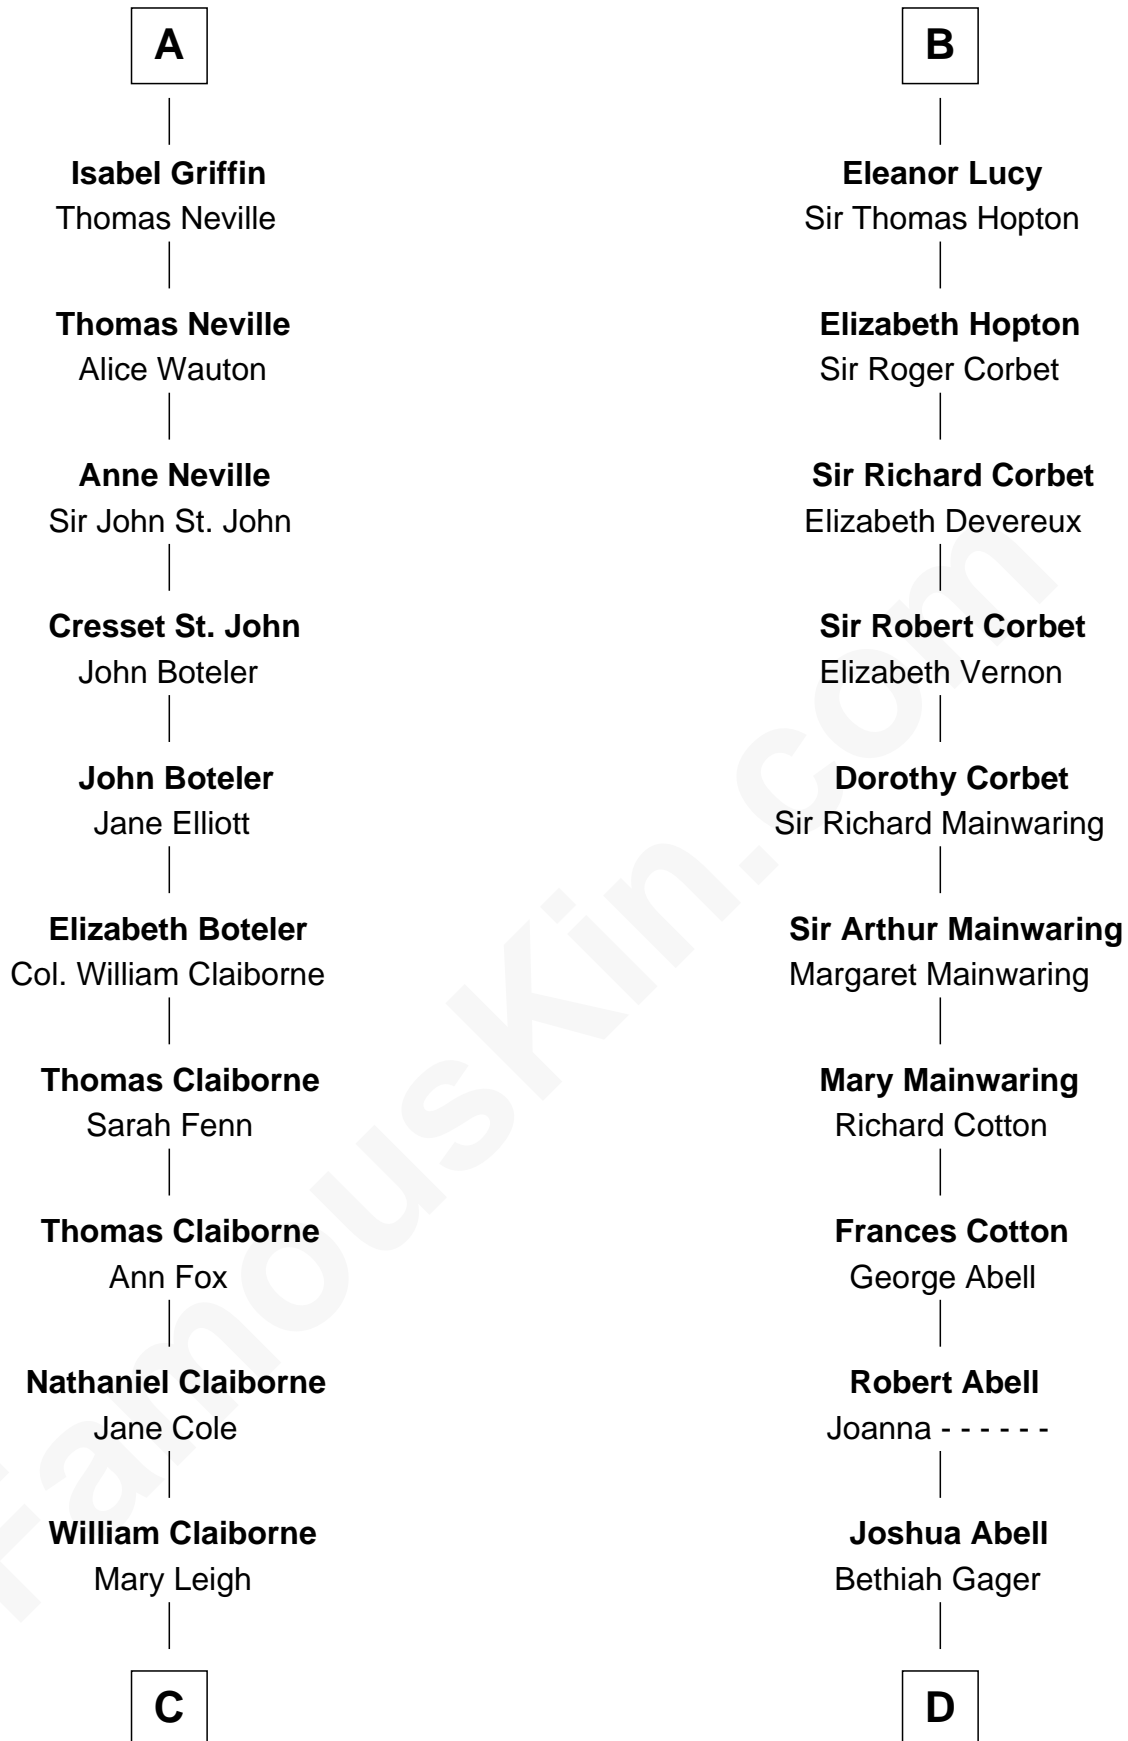 A
Isabel Griffin
Thomas Neville
Thomas Neville
Alice Wauton
Anne Neville
Sir John St. John
Cresset St. John
John Boteler
John Boteler
Jane Elliott
Elizabeth Boteler
Col. William Claiborne
Thomas Claiborne
Sarah Fenn
Thomas Claiborne
Ann Fox
Nathaniel Claiborne
Jane Cole
William Claiborne
Mary Leigh
C
B
Eleanor Lucy
Sir Thomas Hopton
Elizabeth Hopton
Sir Roger Corbet
Sir Richard Corbet
Elizabeth Devereux
Sir Robert Corbet
Elizabeth Vernon
Dorothy Corbet
Sir Richard Mainwaring
Sir Arthur Mainwaring
Margaret Mainwaring
Mary Mainwaring
Richard Cotton
Frances Cotton
George Abell
Robert Abell
Joanna - - - - - -
Joshua Abell
Bethiah Gager
D
FamousKin.com